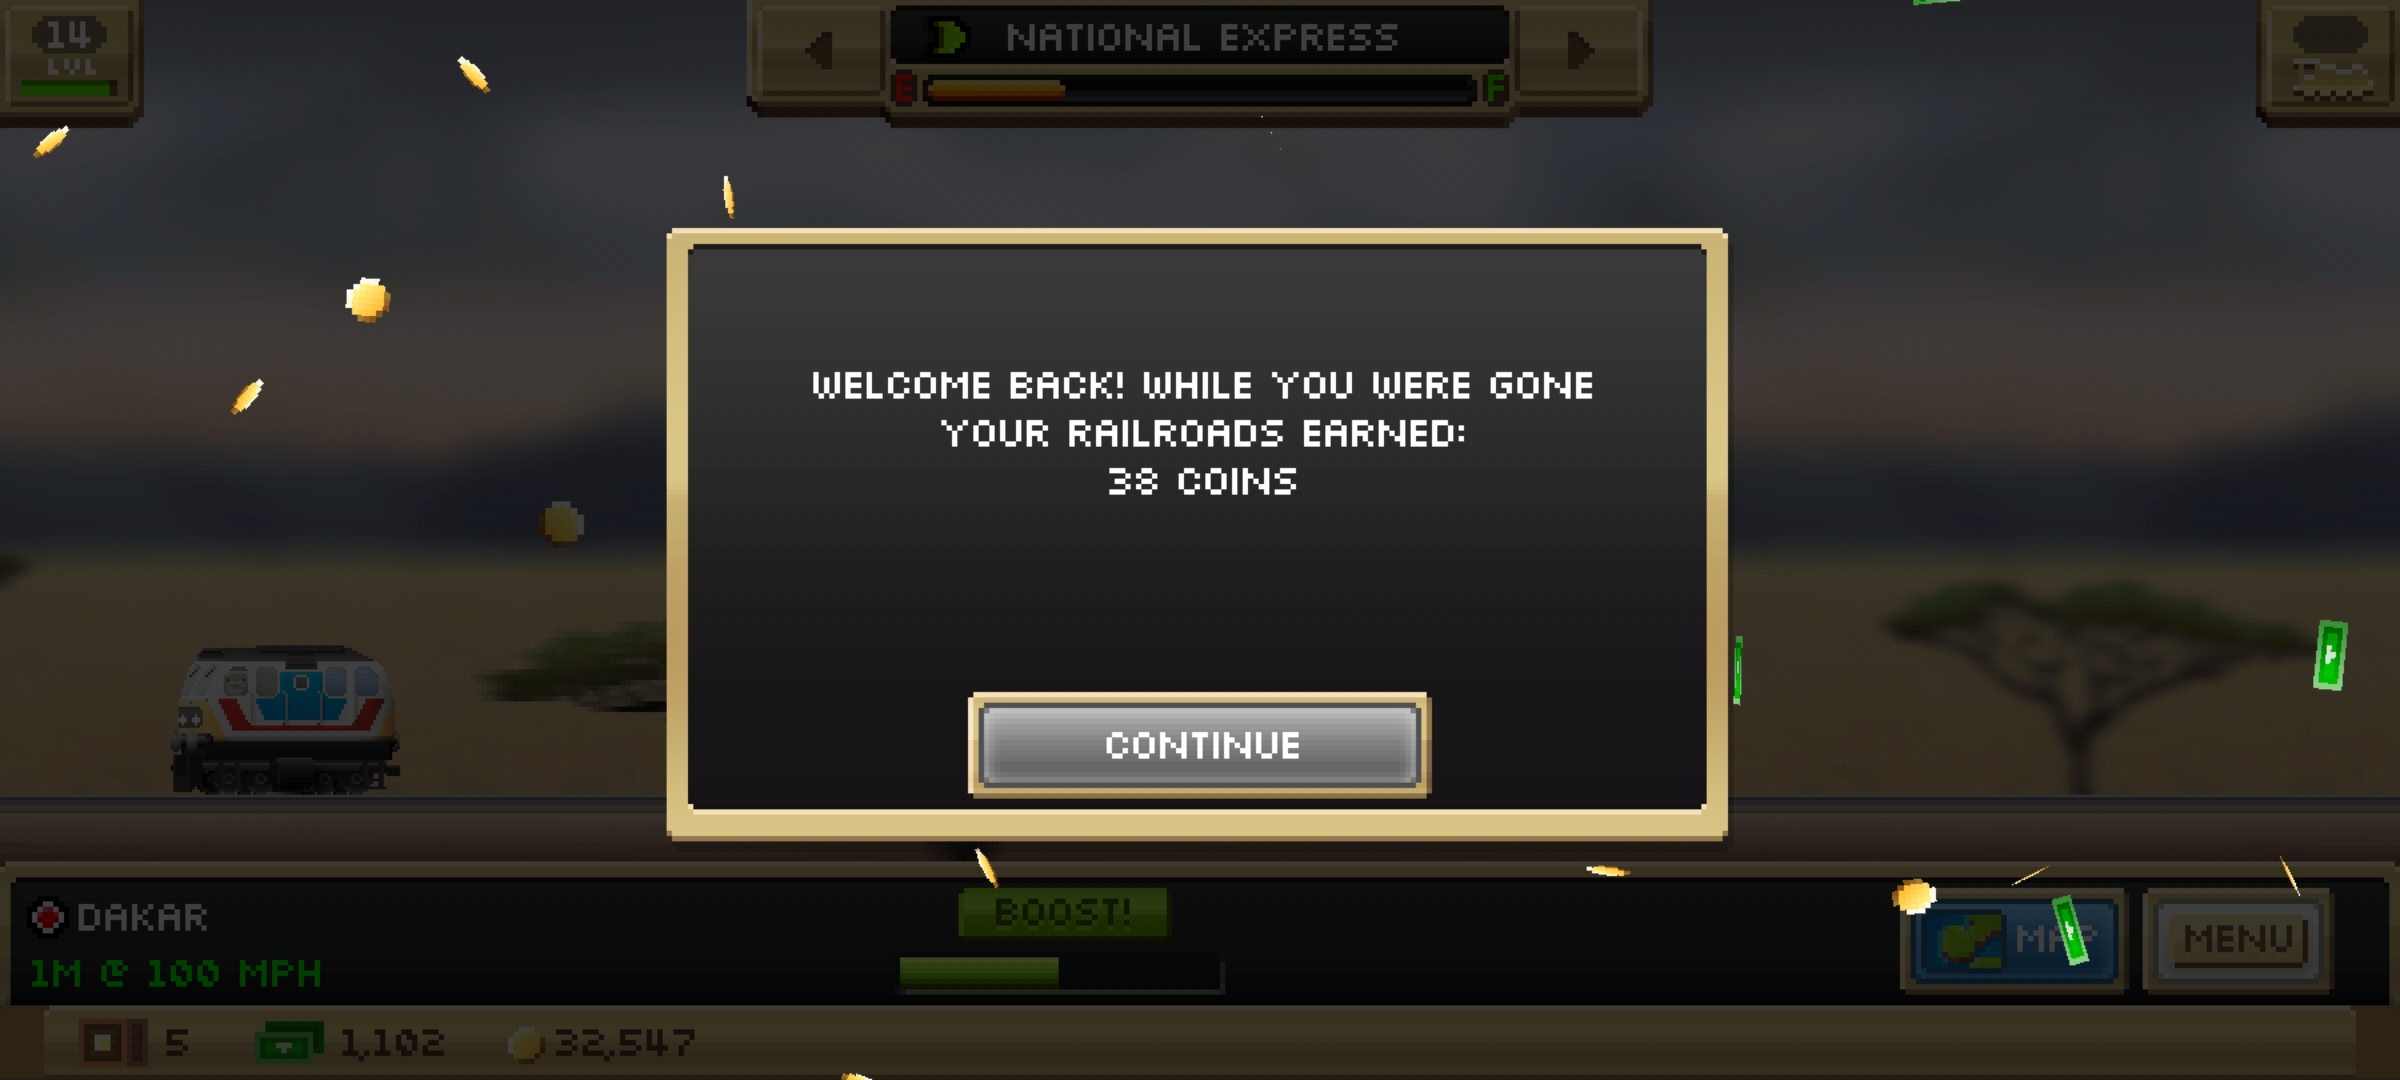 14
LVL
NATIONAL EXPRESS
E F
WELCOME BACK! WHILE YOU WERE GONE
YOUR RAILROADS EARNED:
38 COINS
CONTINUE
DAKAR
1M @ 100 MPH
BOOST!
MAP
MENU
5 1,102 32,547